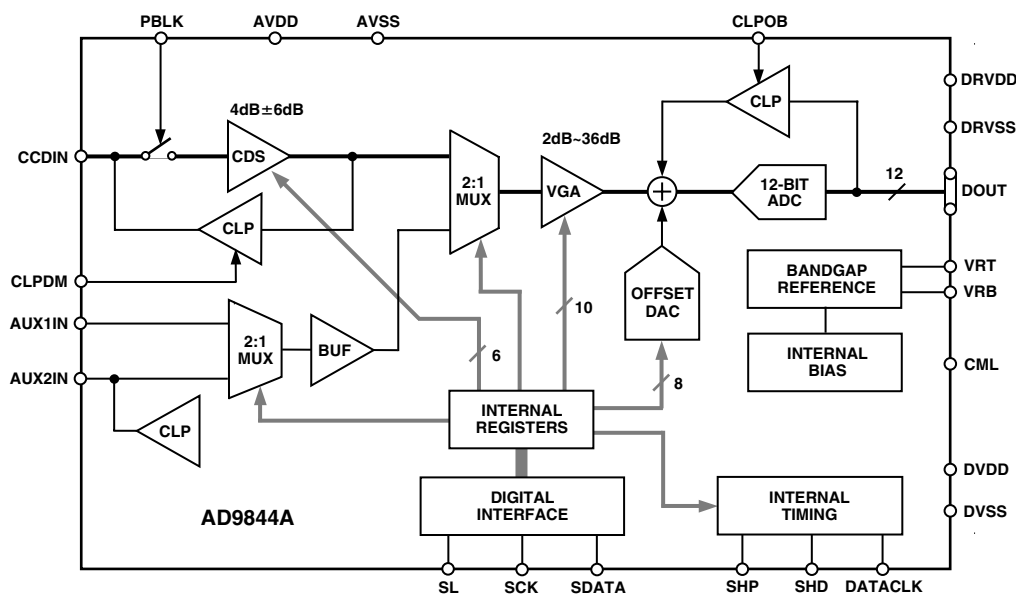 PBLK
AVDD
AVSS
CLPOB
DRVDD
4dB±6dB
CLP
2dB~36dB
DRVSS
CCDIN
CDS
2:1
MUX
VGA
12-BIT
ADC
12
DOUT
CLP
CLPDM
BANDGAP
REFERENCE
VRT
VRB
OFFSET
DAC
10
AUX1IN
2:1
MUX
BUF
6
INTERNAL
BIAS
CML
AUX2IN
8
CLP
INTERNAL
REGISTERS
DVDD
DIGITAL
INTERFACE
INTERNAL
TIMING
DVSS
AD9844A
SL
SCK
SDATA
SHP
SHD
DATACLK